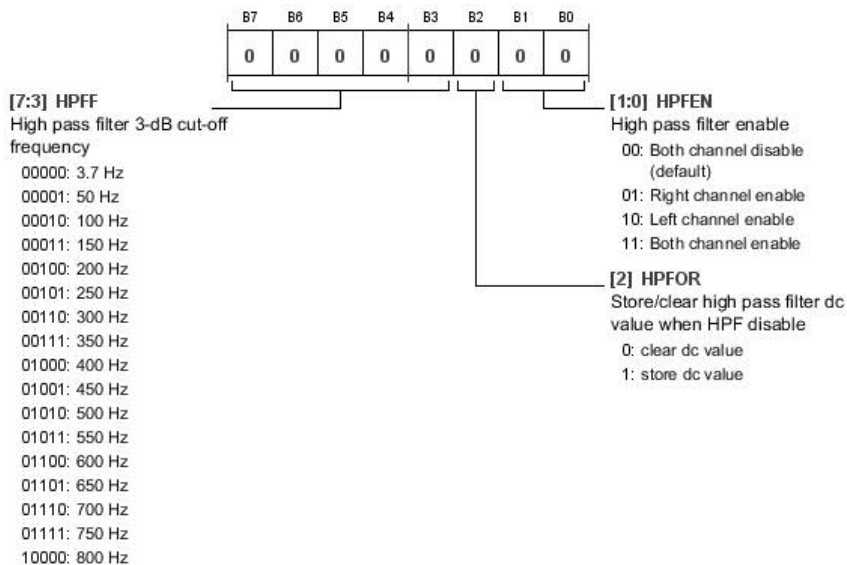 B7 B6 B5 B4 B3 B2 B1 B0
0 0 0 0 0 0 0 0
[7:3] HPFF
High pass filter 3-dB cut-off
frequency
00000: 3.7 Hz
00001: 50 Hz
00010: 100 Hz
00011: 150 Hz
00100: 200 Hz
00101: 250 Hz
00110: 300 Hz
00111: 350 Hz
01000: 400 Hz
01001: 450 Hz
01010: 500 Hz
01011: 550 Hz
01100: 600 Hz
01101: 650 Hz
01110: 700 Hz
01111: 750 Hz
10000: 800 Hz
[1:0] HPFEN
High pass filter enable
00: Both channel disable
(default)
01: Right channel enable
10: Left channel enable
11: Both channel enable
[2] HPFOR
Store/clear high pass filter dc
value when HPF disable
0: clear dc value
1: store dc value